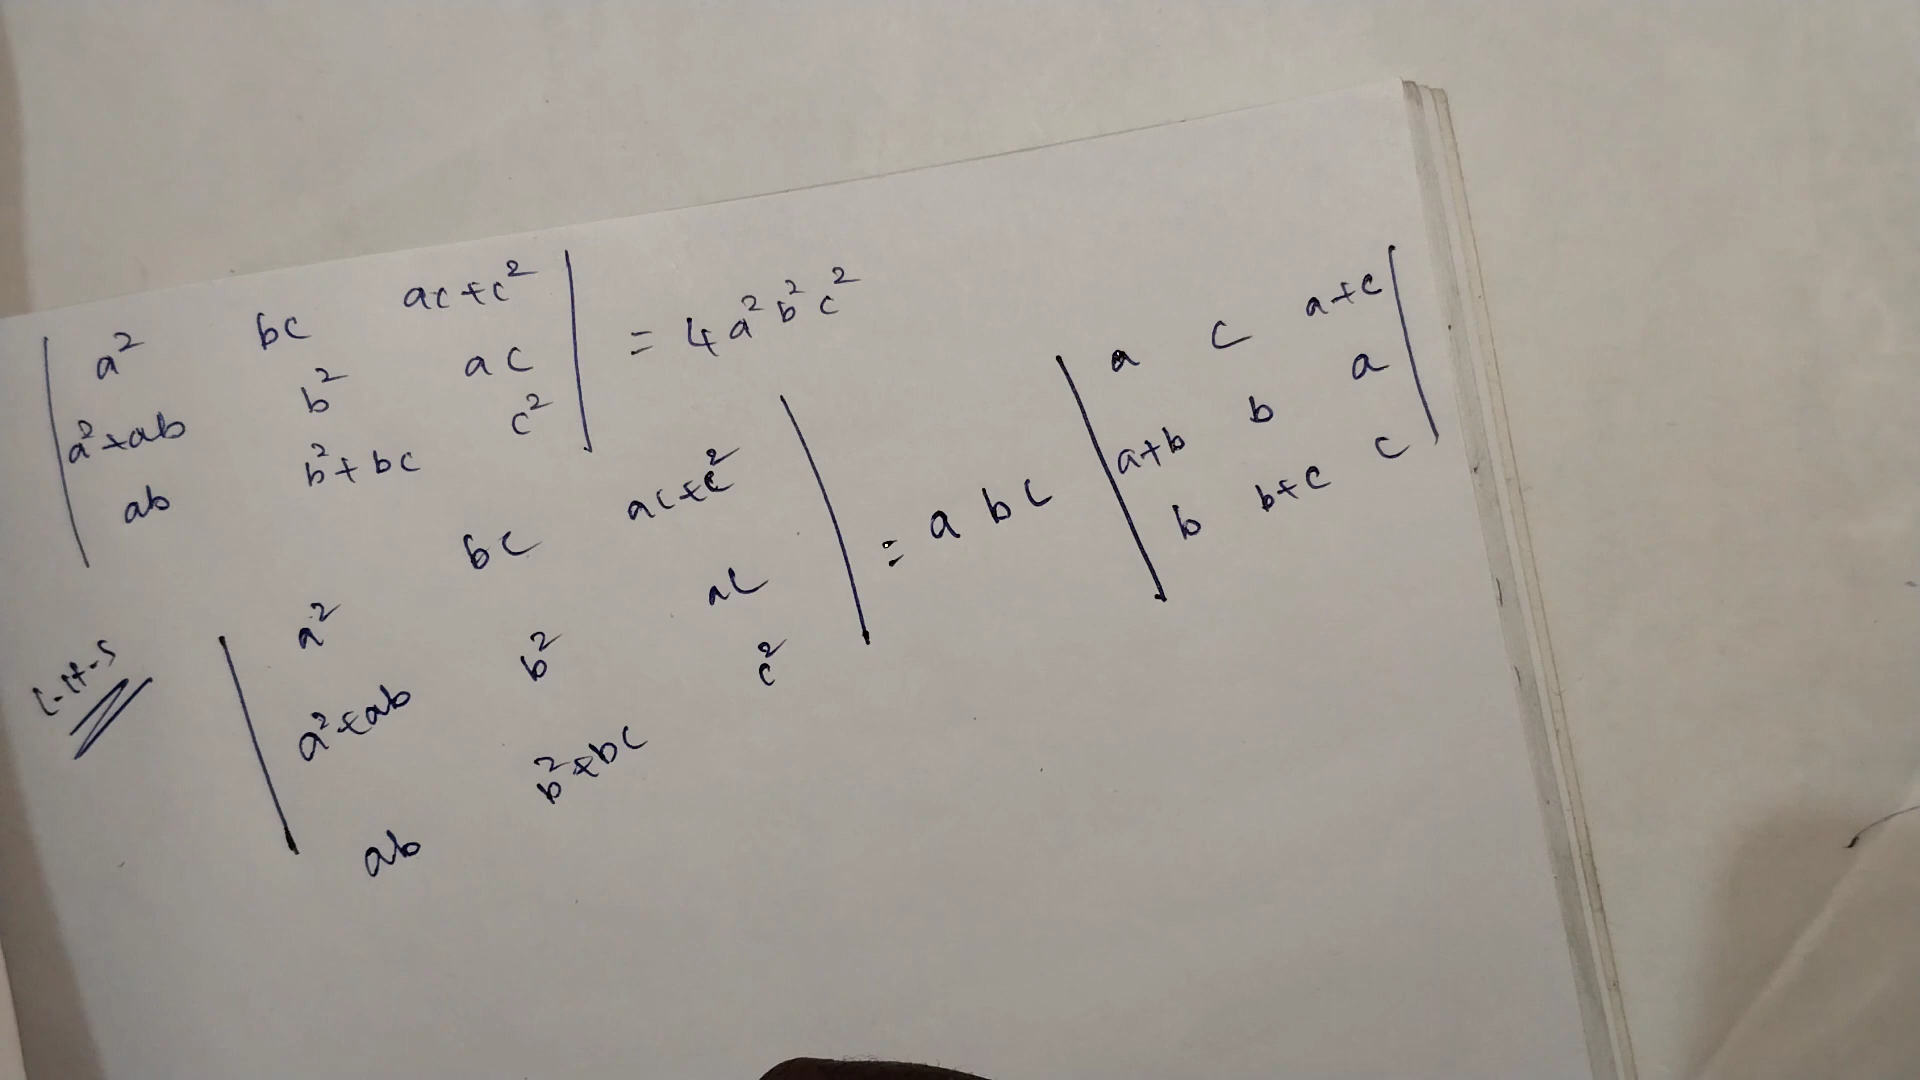 | a² bc ac+c² |
| a²+ab b² ac | = 4a²b²c²
| ab b²+bc c² |
L-H-S
| a² bc ac+c² | | a c a+c |
| a²+ab b² ac | = abc | a+b b a |
| ab b²+bc c² | | b b+c c |